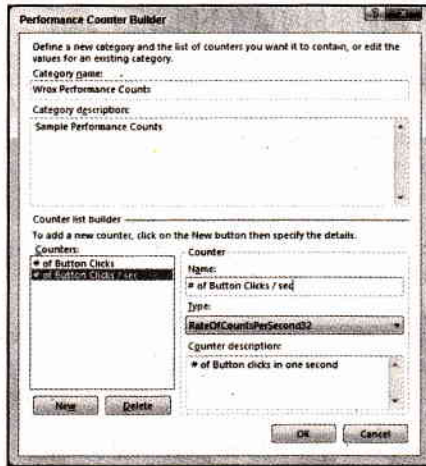 Performance Counter Builder
Define a new category and the list of counters you want it to contain, or edit the
values for an existing category.
Category name:
Wrox Performance Counts
Category description:
Sample Performance Counts
Counter list builder
To add a new counter, click on the New button then specify the details.
Counters:
# of Button Clicks
# of Button Clicks / sec
Counter
Name:
# of Button Clicks / sec
Type:
RateOfCountsPerSecond32
Counter description:
# of Button clicks in one second
New
Delete
OK
Cancel